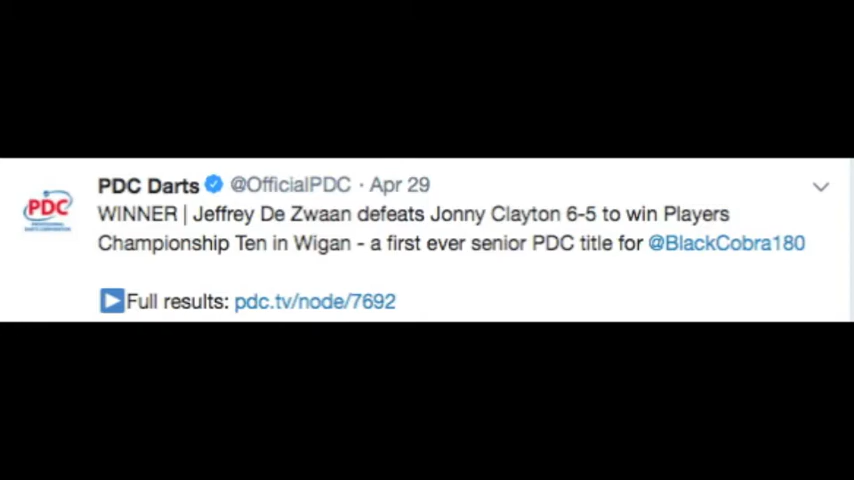 PDC Darts @OfficialPDC · Apr 29
PDC
WINNER | Jeffrey De Zwaan defeats Jonny Clayton 6-5 to win Players
Championship Ten in Wigan - a first ever senior PDC title for @BlackCobra180
Full results: pdc.tv/node/7692